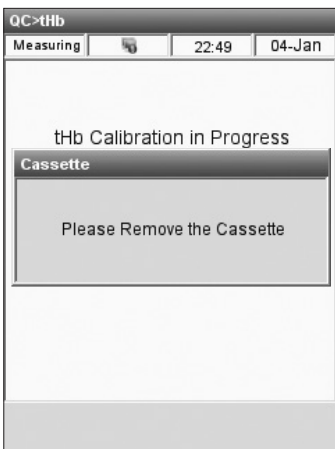 QC>tHb
Measuring 22:49 04-Jan
tHb Calibration in Progress
Cassette
Please Remove the Cassette